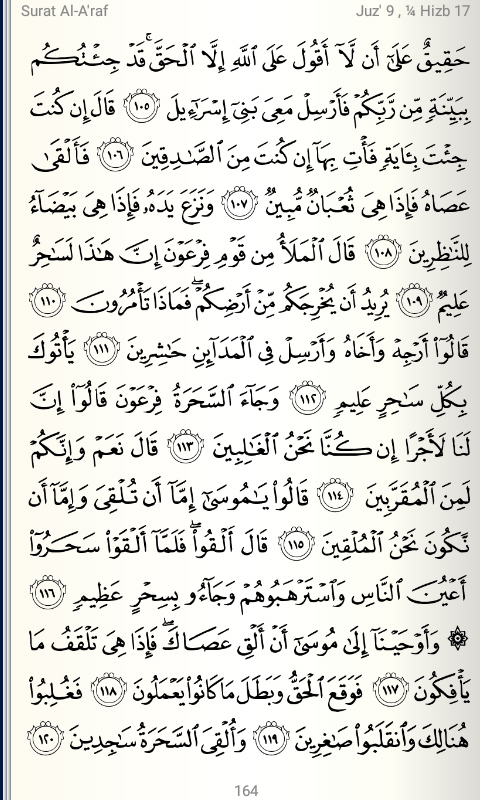 Surat Al-A'raf Juz' 9 , ¼ Hizb 17
حَقِيقٌ عَلَىٰٓ أَن لَّآ أَقُولَ عَلَى ٱللَّهِ إِلَّا ٱلْحَقَّ ۚ قَدْ جِئْتُكُم
بِبَيِّنَةٍ مِّن رَّبِّكُمْ فَأَرْسِلْ مَعِىَ بَنِىٓ إِسْرَٰٓءِيلَ ١٠٥ قَالَ إِن كُنتَ
جِئْتَ بِـَٔايَةٍ فَأْتِ بِهَآ إِن كُنتَ مِنَ ٱلصَّـٰدِقِينَ ١٠٦ فَأَلْقَىٰ
عَصَاهُ فَإِذَا هِىَ ثُعْبَانٌ مُّبِينٌ ١٠٧ وَنَزَعَ يَدَهُۥ فَإِذَا هِىَ بَيْضَآءُ
لِلنَّـٰظِرِينَ ١٠٨ قَالَ ٱلْمَلَأُ مِن قَوْمِ فِرْعَوْنَ إِنَّ هَـٰذَا لَسَـٰحِرٌ
عَلِيمٌ ١٠٩ يُرِيدُ أَن يُخْرِجَكُم مِّنْ أَرْضِكُمْ ۖ فَمَاذَا تَأْمُرُونَ ١١٠
قَالُوٓا۟ أَرْجِهْ وَأَخَاهُ وَأَرْسِلْ فِى ٱلْمَدَآئِنِ حَـٰشِرِينَ ١١١ يَأْتُوكَ
بِكُلِّ سَـٰحِرٍ عَلِيمٍ ١١٢ وَجَآءَ ٱلسَّحَرَةُ فِرْعَوْنَ قَالُوٓا۟ إِنَّ
لَنَا لَأَجْرًا إِن كُنَّا نَحْنُ ٱلْغَـٰلِبِينَ ١١٣ قَالَ نَعَمْ وَإِنَّكُمْ
لَمِنَ ٱلْمُقَرَّبِينَ ١١٤ قَالُوا۟ يَـٰمُوسَىٰٓ إِمَّآ أَن تُلْقِىَ وَإِمَّآ أَن
نَّكُونَ نَحْنُ ٱلْمُلْقِينَ ١١٥ قَالَ أَلْقُوا۟ ۖ فَلَمَّآ أَلْقَوْا۟ سَحَرُوٓا۟
أَعْيُنَ ٱلنَّاسِ وَٱسْتَرْهَبُوهُمْ وَجَآءُو بِسِحْرٍ عَظِيمٍ ١١٦
۞ وَأَوْحَيْنَآ إِلَىٰ مُوسَىٰٓ أَنْ أَلْقِ عَصَاكَ ۖ فَإِذَا هِىَ تَلْقَفُ مَا
يَأْفِكُونَ ١١٧ فَوَقَعَ ٱلْحَقُّ وَبَطَلَ مَا كَانُوا۟ يَعْمَلُونَ ١١٨ فَغُلِبُوا۟
هُنَالِكَ وَٱنقَلَبُوا۟ صَـٰغِرِينَ ١١٩ وَأُلْقِىَ ٱلسَّحَرَةُ سَـٰجِدِينَ ١٢٠
164